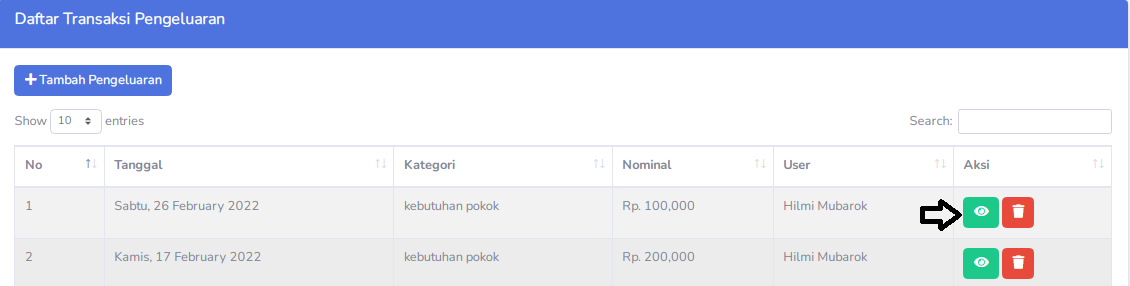 Daftar Transaksi Pengeluaran
Tambah Pengeluaran
Show 10 entries Search:
No Tanggal Kategori Nominal User Aksi
1 Sabtu, 26 February 2022 kebutuhan pokok Rp. 100,000 Hilmi Mubarok
2 Kamis, 17 February 2022 kebutuhan pokok Rp. 200,000 Hilmi Mubarok